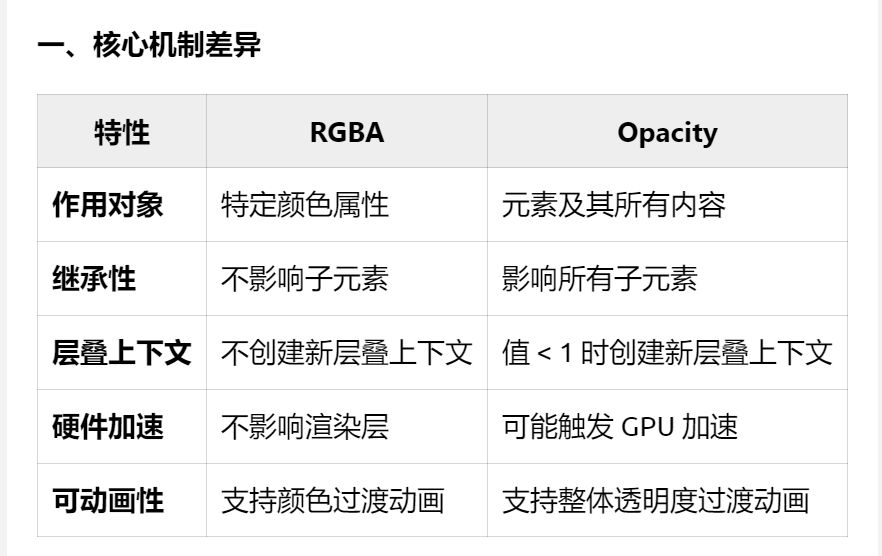 一、核心机制差异
特性 RGBA Opacity
作用对象 特定颜色属性 元素及其所有内容
继承性 不影响子元素 影响所有子元素
层叠上下文 不创建新层叠上下文 值 < 1 时创建新层叠上下文
硬件加速 不影响渲染层 可能触发 GPU 加速
可动画性 支持颜色过渡动画 支持整体透明度过渡动画